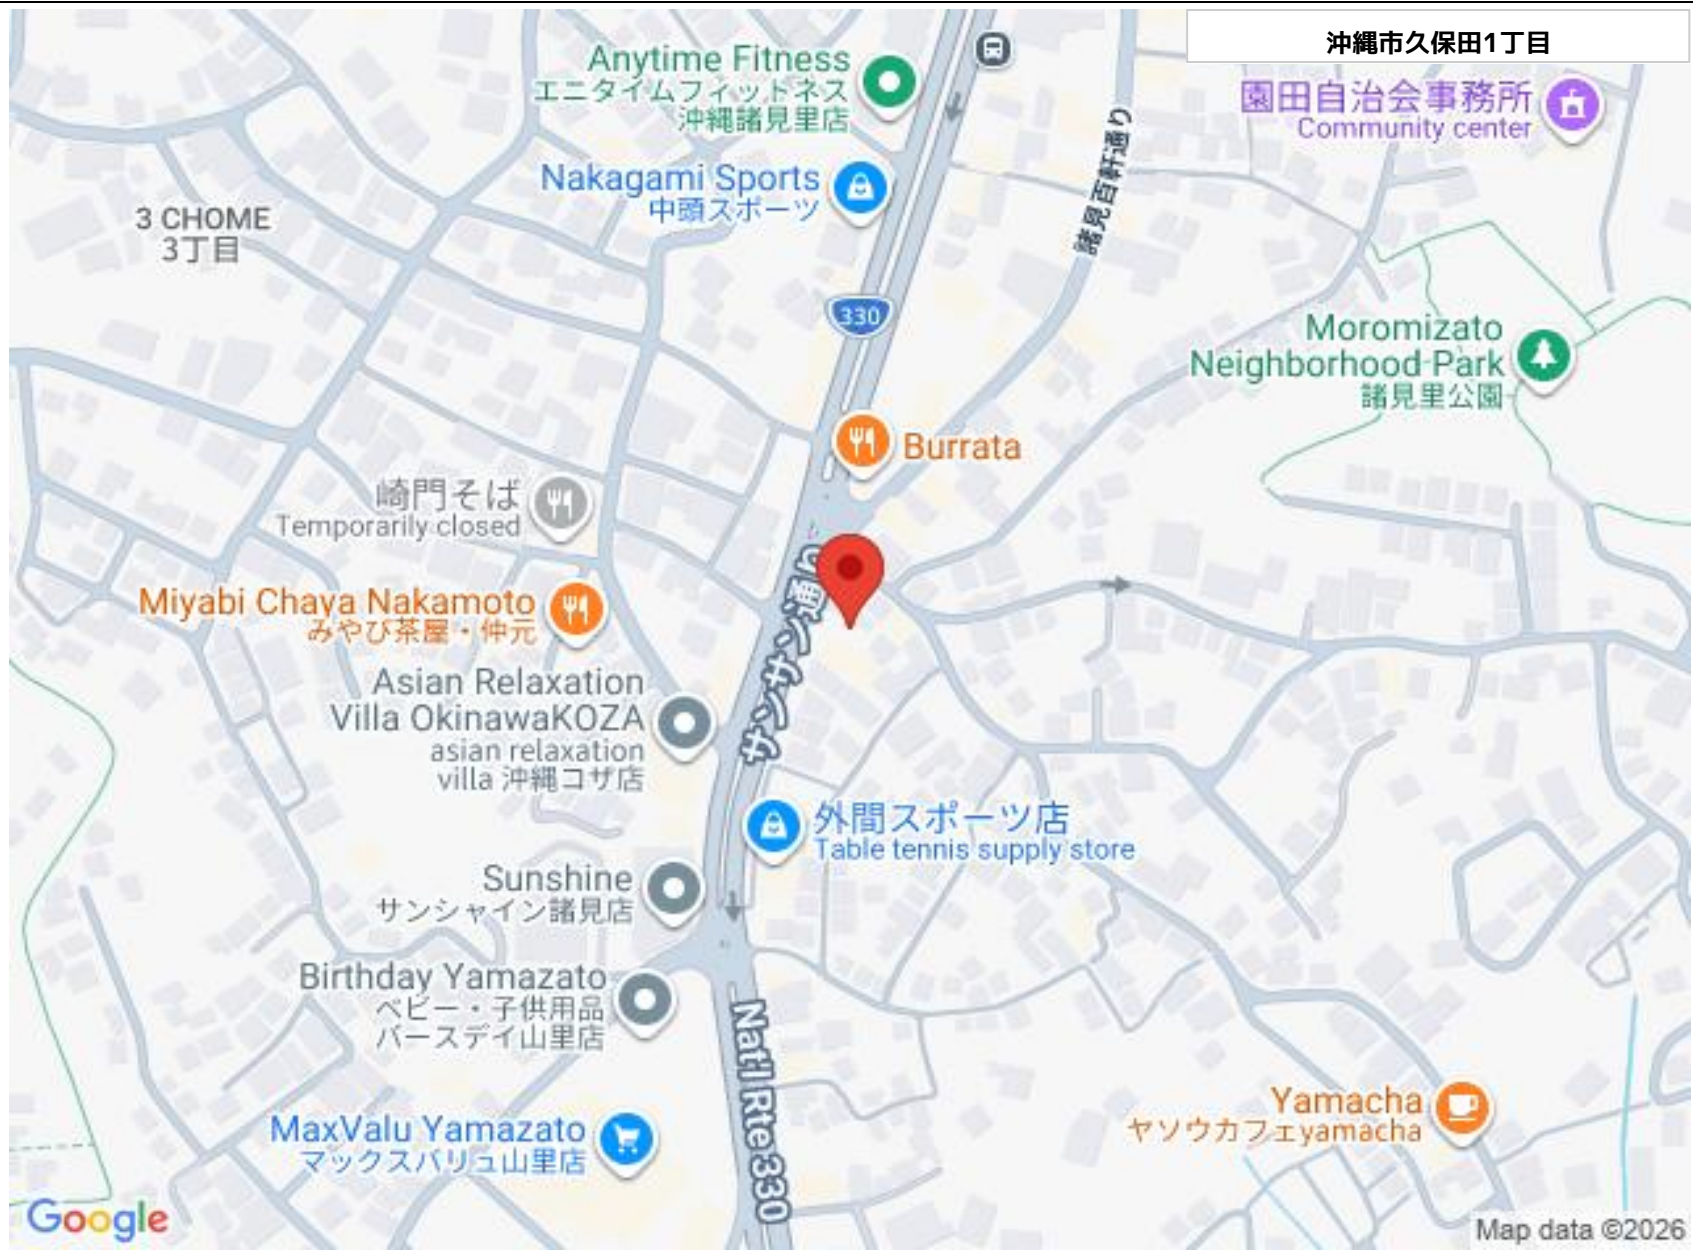 沖縄市久保田1丁目
Anytime Fitness
エニタイムフィットネス
沖縄諸見里店
園田自治会事務所
Community center
諸見百軒通り
Nakagami Sports
中頭スポーツ
3 CHOME
3丁目
330
Moromizato
Neighborhood Park
諸見里公園
Burrata
崎門そば
Temporarily closed
Miyabi Chaya Nakamoto
みやび茶屋・仲元
サンサン通り
Asian Relaxation
Villa OkinawaKOZA
asian relaxation
villa 沖縄コザ店
外間スポーツ店
Table tennis supply store
Sunshine
サンシャイン諸見店
Birthday Yamazato
ベビー・子供用品
バースデイ山里店
Nat'l Rte 330
Yamacha
ヤソウカフェyamacha
MaxValu Yamazato
マックスバリュ山里店
Google
Map data ©2026